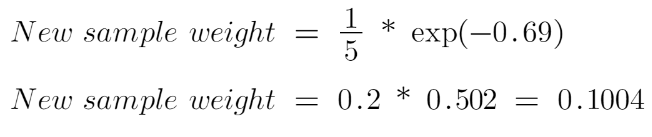 New sample weight = 1/5 * exp(−0.69)
New sample weight = 0.2 * 0.502 = 0.1004